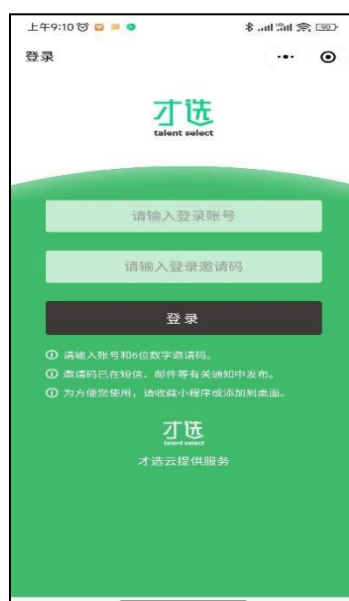 上午9:10
登录
才选
talent select
请输入登录账号
请输入登录邀请码
登录
请输入账号和6位数字邀请码。
邀请码已在短信、邮件等有关通知中发布。
为方便您使用，请收藏小程序或添加到桌面。
才选
talent select
才选云提供服务